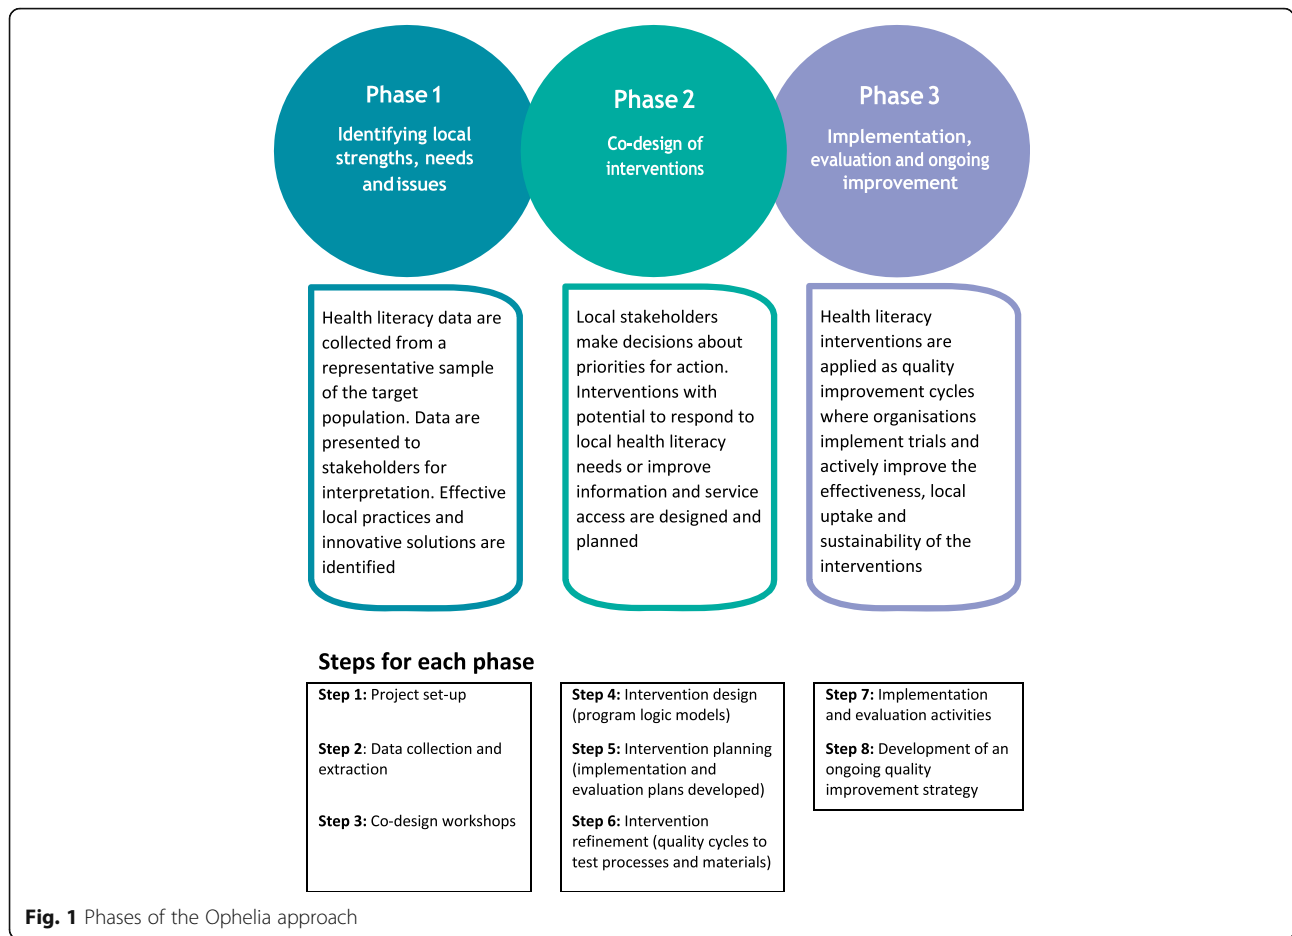 Phase 1
Identifying local
strengths, needs
and issues
Phase 2
Co-design of
interventions
Phase 3
Implementation,
evaluation and ongoing
improvement
Health literacy data are
collected from a
representative sample
of the target
population. Data are
presented to
stakeholders for
interpretation. Effective
local practices and
innovative solutions are
identified
Local stakeholders
make decisions about
priorities for action.
Interventions with
potential to respond to
local health literacy
needs or improve
information and service
access are designed and
planned
Health literacy
interventions are
applied as quality
improvement cycles
where organisations
implement trials and
actively improve the
effectiveness, local
uptake and
sustainability of the
interventions
Steps for each phase
Step 1: Project set-up
Step 2: Data collection and
extraction
Step 3: Co-design workshops
Step 4: Intervention design
(program logic models)
Step 5: Intervention planning
(implementation and
evaluation plans developed)
Step 6: Intervention
refinement (quality cycles to
test processes and materials)
Step 7: Implementation
and evaluation activities
Step 8: Development of an
ongoing quality
improvement strategy
Fig. 1 Phases of the Ophelia approach